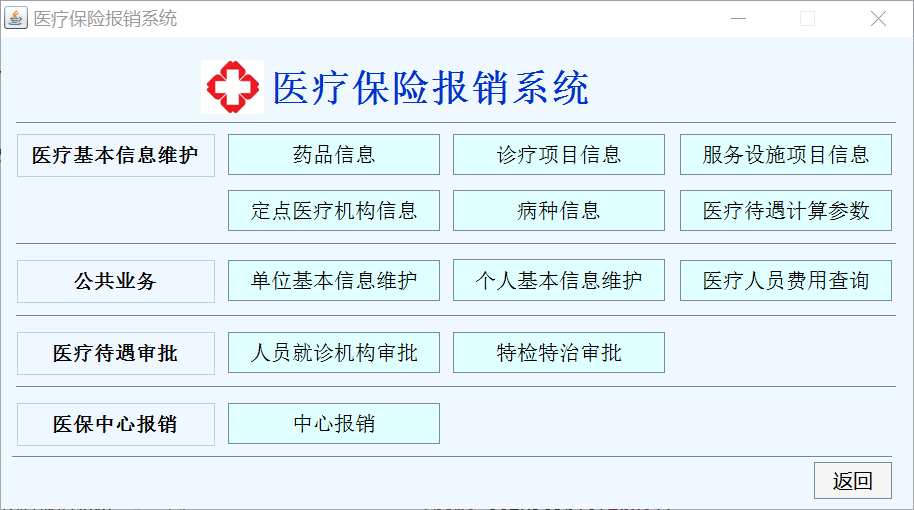 医疗保险报销系统
医疗保险报销系统
医疗基本信息维护 药品信息 诊疗项目信息 服务设施项目信息
定点医疗机构信息 病种信息 医疗待遇计算参数
公共业务 单位基本信息维护 个人基本信息维护 医疗人员费用查询
医疗待遇审批 人员就诊机构审批 特检特治审批
医保中心报销 中心报销
返回